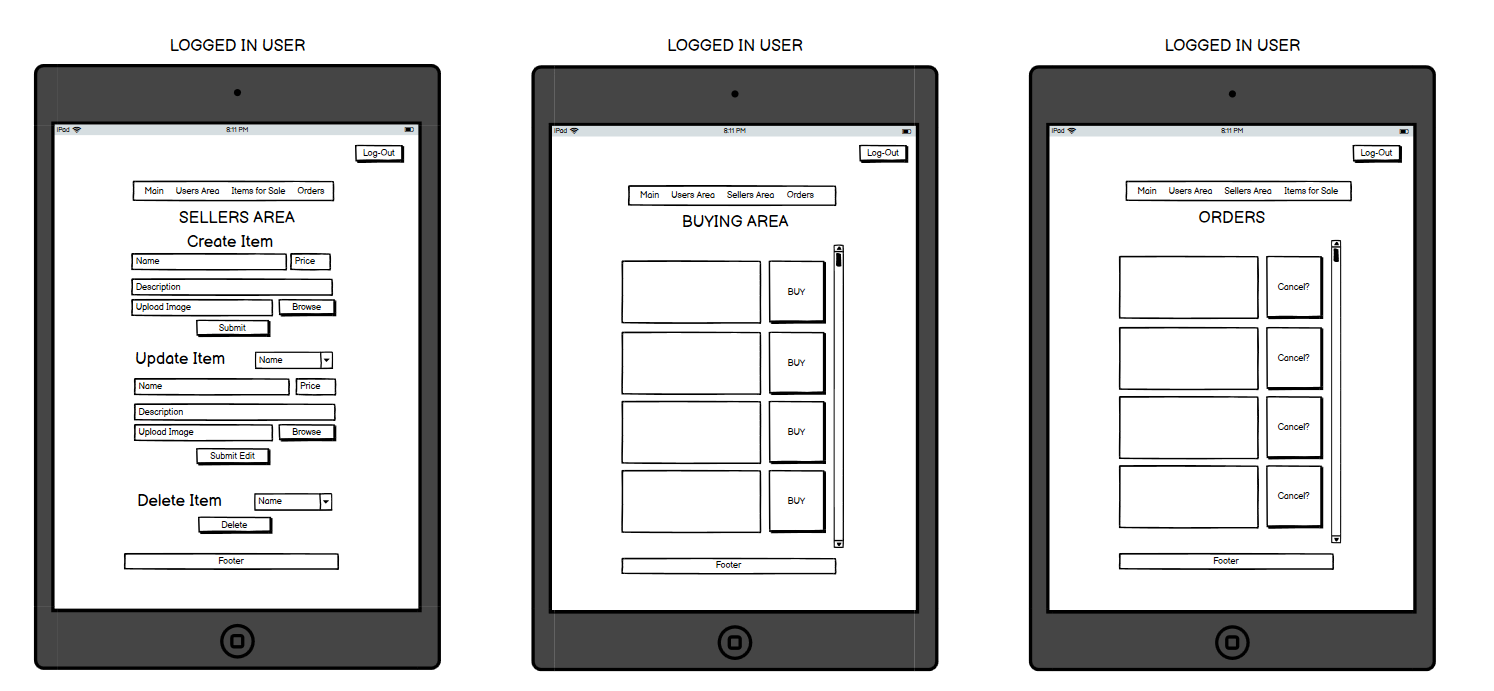 LOGGED IN USER
iPad 8:11 PM
Log-Out
Main Users Area Items for Sale Orders
SELLERS AREA
Create Item
Name Price
Description
Upload Image Browse
Submit
Update Item Name
Name Price
Description
Upload Image Browse
Submit Edit
Delete Item Name
Delete
Footer
LOGGED IN USER
iPad 8:11 PM
Log-Out
Main Users Area Sellers Area Orders
BUYING AREA
BUY
BUY
BUY
BUY
Footer
LOGGED IN USER
iPad 8:11 PM
Log-Out
Main Users Area Sellers Area Items for Sale
ORDERS
Cancel?
Cancel?
Cancel?
Cancel?
Footer